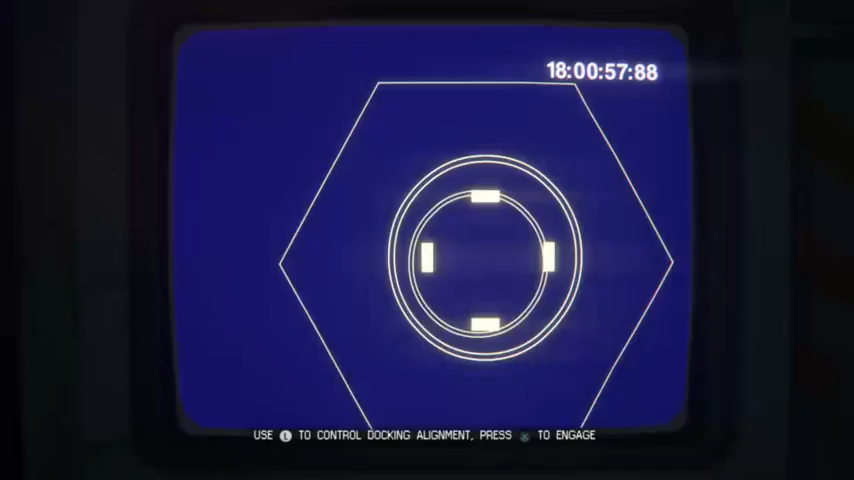 18:00:57:88
USE L TO CONTROL DOCKING ALIGNMENT, PRESS TO ENGAGE